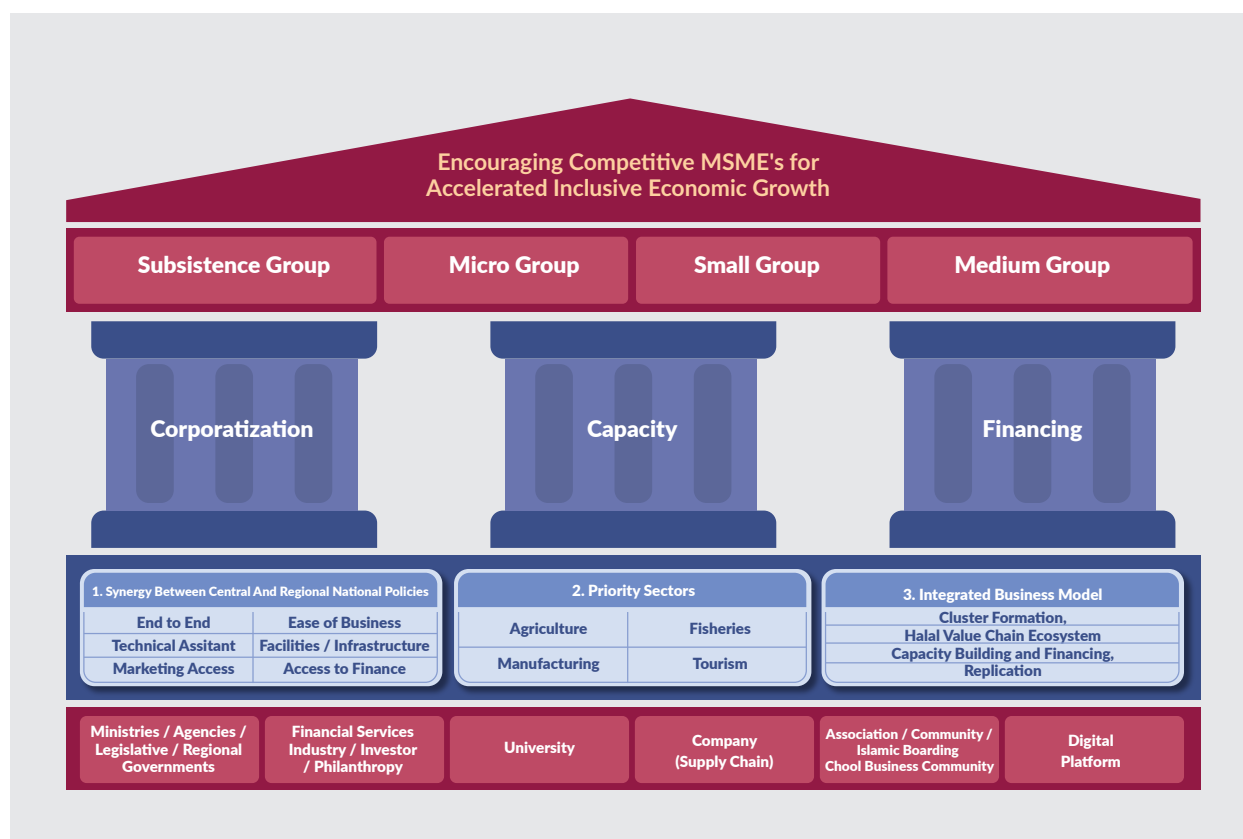 Encouraging Competitive MSME's for
Accelerated Inclusive Economic Growth
Subsistence Group
Micro Group
Small Group
Medium Group
Corporatization
Capacity
Financing
1. Synergy Between Central And Regional National Policies
End to End
Ease of Business
Technical Assitant
Facilities / Infrastructure
Marketing Access
Access to Finance
2. Priority Sectors
Agriculture
Fisheries
Manufacturing
Tourism
3. Integrated Business Model
Cluster Formation,
Halal Value Chain Ecosystem
Capacity Building and Financing,
Replication
Ministries / Agencies /
Legislative / Regional
Governments
Financial Services
Industry / Investor
/ Philanthropy
University
Company
(Supply Chain)
Association / Community /
Islamic Boarding
Chool Business Community
Digital
Platform